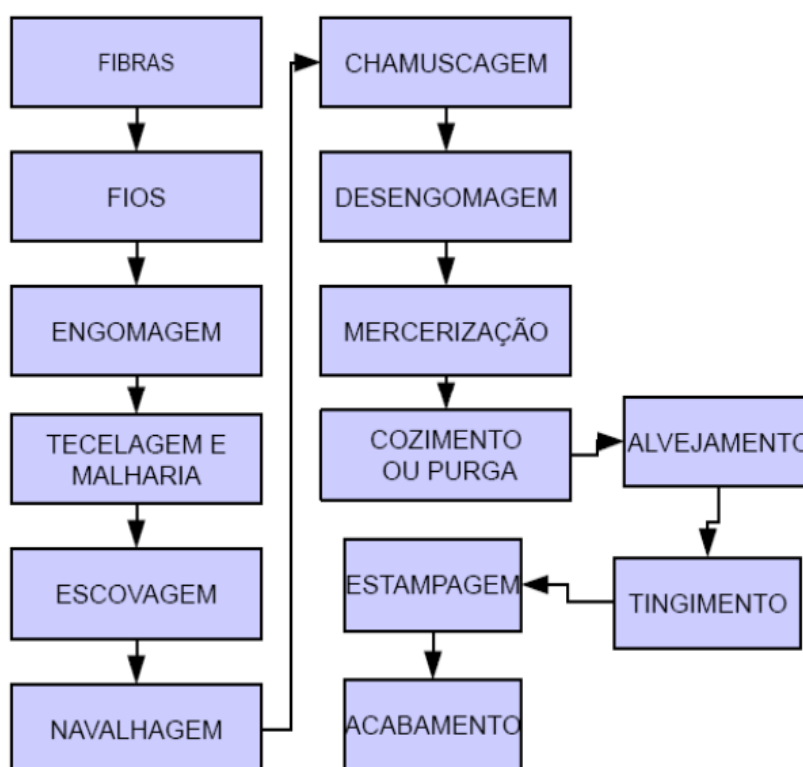 FIBRAS
FIOS
ENGOMAGEM
TECELAGEM E
MALHARIA
ESCOVAGEM
NAVALHAGEM
CHAMUSCAGEM
DESENGOMAGEM
MERCERIZAÇÃO
COZIMENTO
OU PURGA
ALVEJAMENTO
TINGIMENTO
ESTAMPAGEM
ACABAMENTO